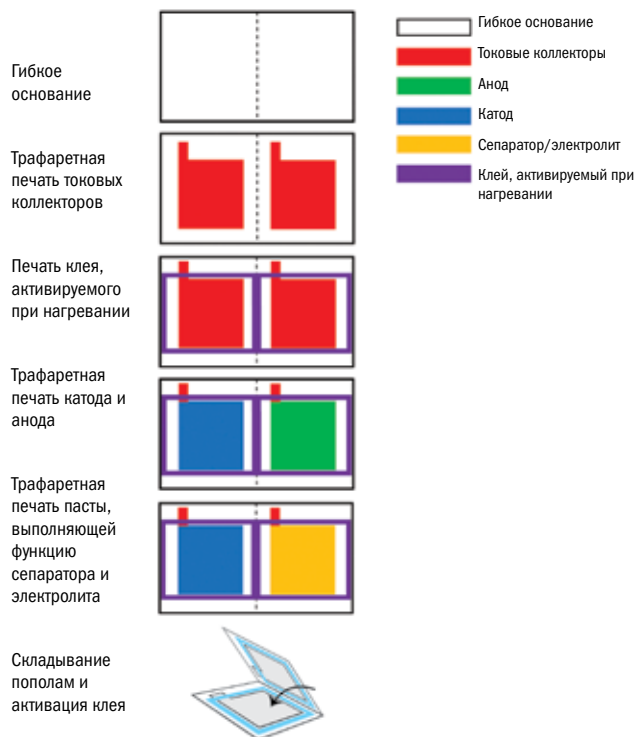 Гибкое
основание
Трафаретная
печать токовых
коллекторов
Печать клея,
активируемого
при нагревании
Трафаретная
печать катода и
анода
Трафаретная
печать пасты,
выполняющей
функцию
сепаратора и
электролита
Складывание
пополам и
активация клея
Гибкое основание
Токовые коллекторы
Анод
Катод
Сепаратор/электролит
Клей, активируемый при
нагревании